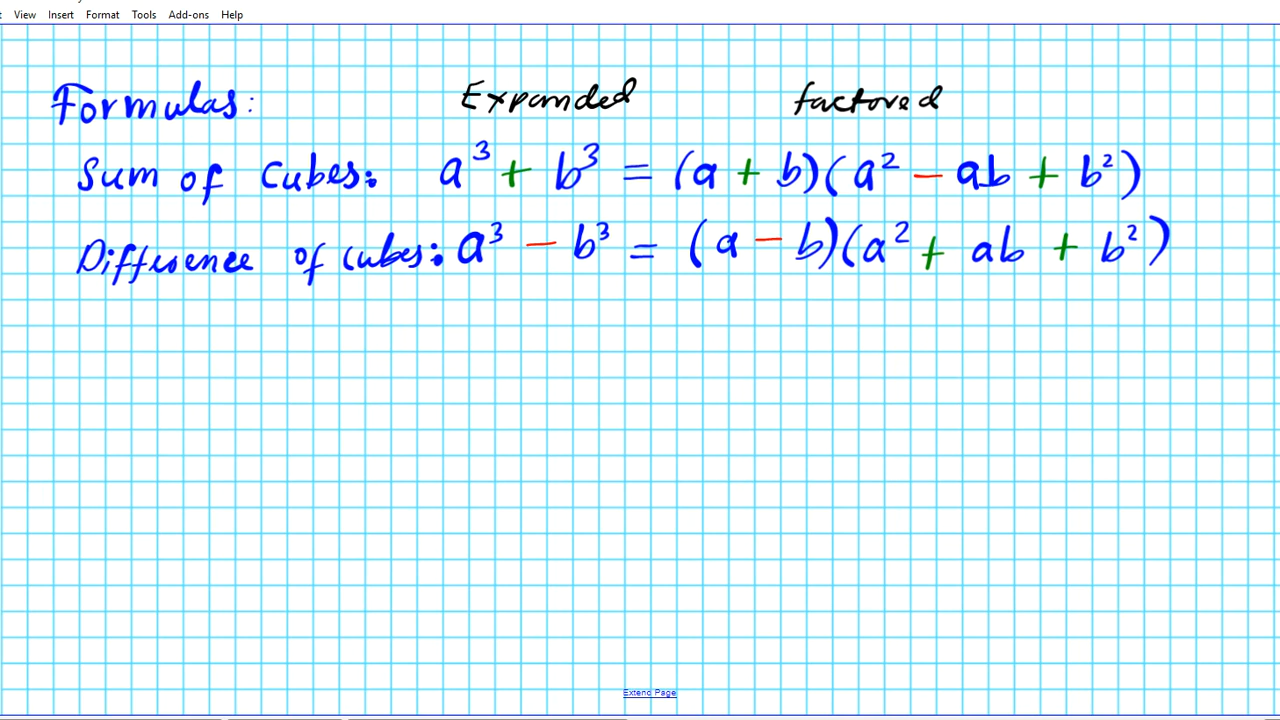 View Insert Format Tools Add-ons Help
Formulas: Expanded factored
Sum of Cubes: a³ + b³ = (a + b)(a² - ab + b²)
Difference of cubes: a³ - b³ = (a - b)(a² + ab + b²)
Extend Page